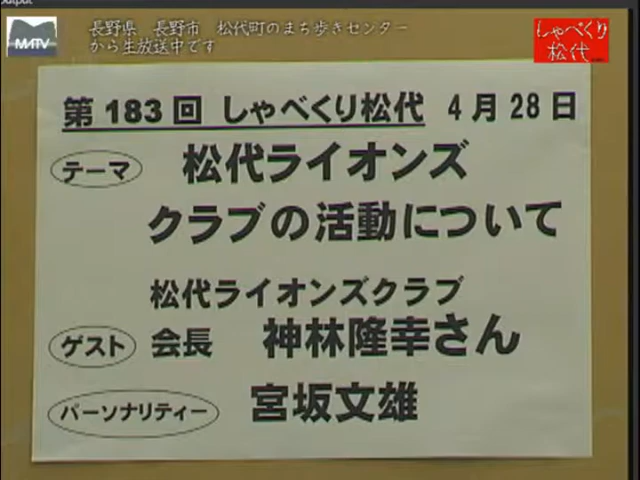 output
MATV
長野県 長野市 松代町のまち歩きセンター
から生放送中です
しゃべくり
松代
第183回 しゃべくり松代 4月28日
テーマ 松代ライオンズ
クラブの活動について
松代ライオンズクラブ
ゲスト 会長 神林隆幸さん
パーソナリティー 宮坂文雄